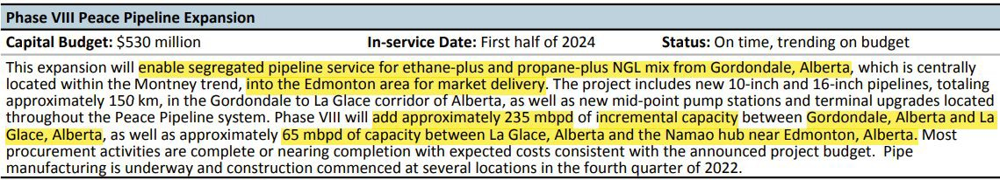 Phase VIII Peace Pipeline Expansion
Capital Budget: $530 million In-service Date: First half of 2024 Status: On time, trending on budget
This expansion will enable segregated pipeline service for ethane-plus and propane-plus NGL mix from Gordondale, Alberta, which is centrally
located within the Montney trend, into the Edmonton area for market delivery. The project includes new 10-inch and 16-inch pipelines, totaling
approximately 150 km, in the Gordondale to La Glace corridor of Alberta, as well as new mid-point pump stations and terminal upgrades located
throughout the Peace Pipeline system. Phase VIII will add approximately 235 mbpd of incremental capacity between Gordondale, Alberta and La
Glace, Alberta, as well as approximately 65 mbpd of capacity between La Glace, Alberta and the Namao hub near Edmonton, Alberta. Most
procurement activities are complete or nearing completion with expected costs consistent with the announced project budget. Pipe
manufacturing is underway and construction commenced at several locations in the fourth quarter of 2022.